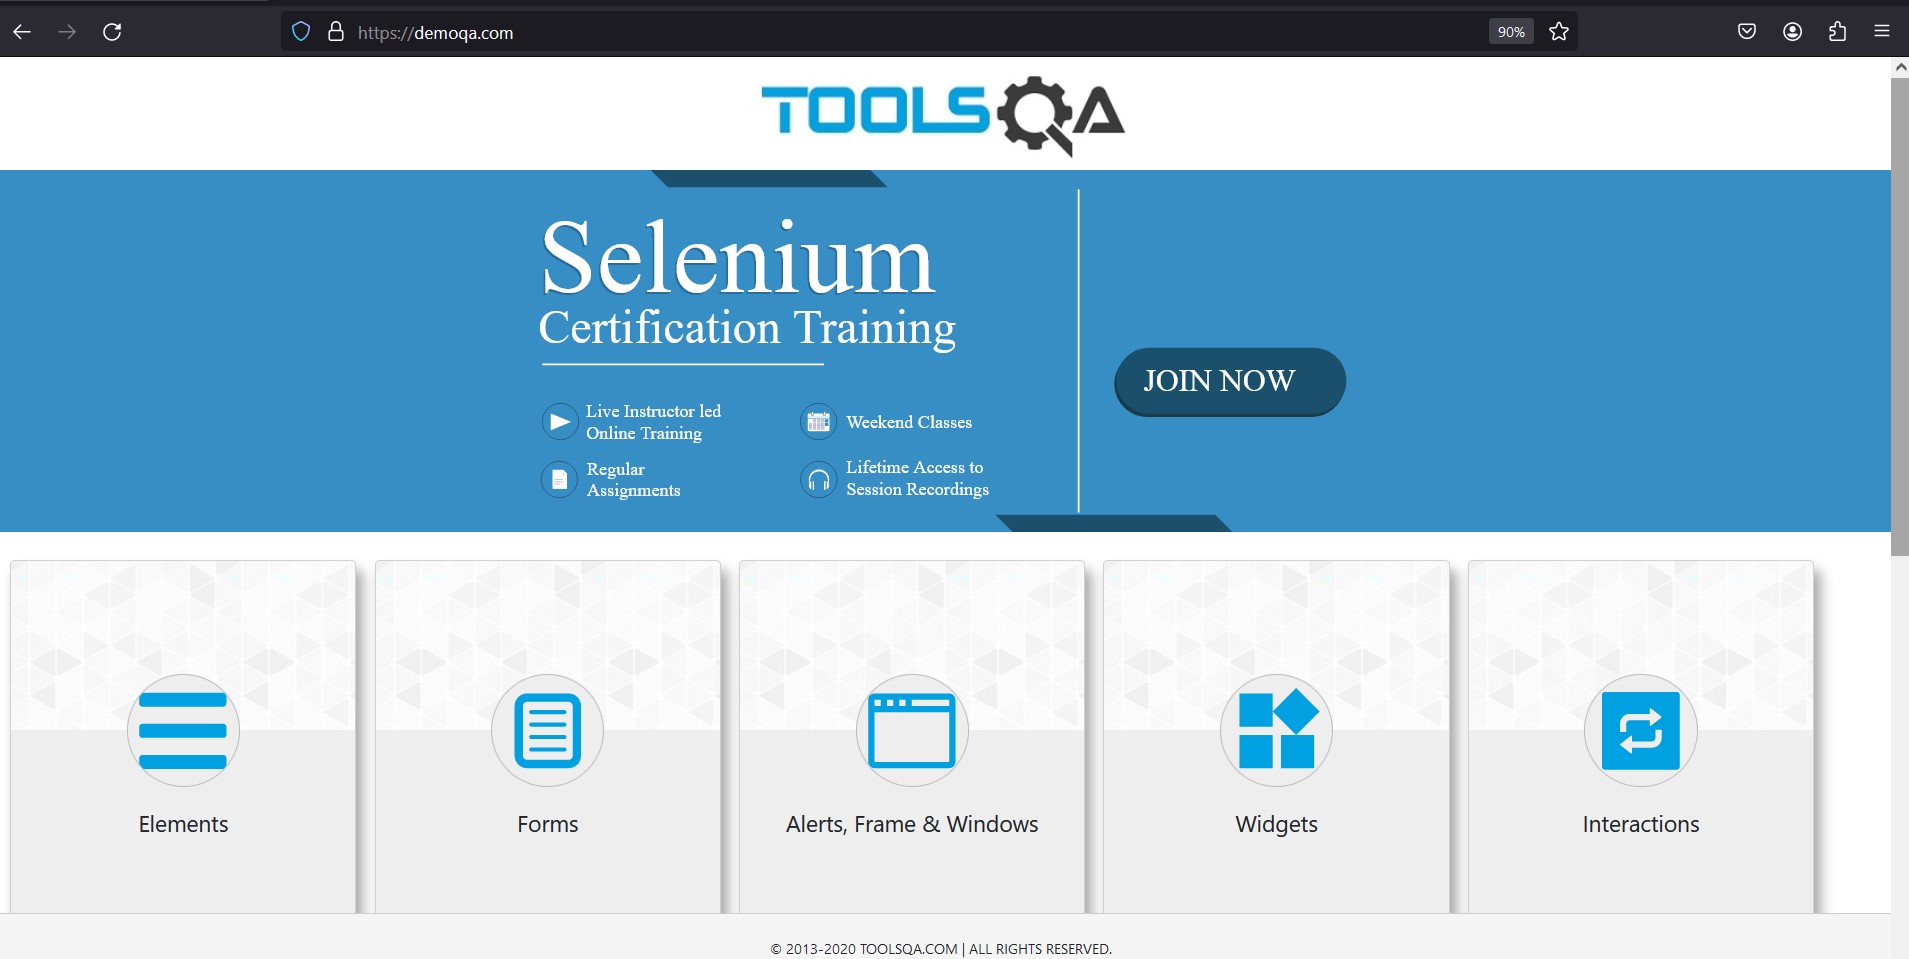 https://demoqa.com
90%
TOOLSQA
Selenium
Certification Training
Live Instructor led
Online Training
Weekend Classes
Regular
Assignments
Lifetime Access to
Session Recordings
JOIN NOW
Elements
Forms
Alerts, Frame & Windows
Widgets
Interactions
© 2013-2020 TOOLSQA.COM | ALL RIGHTS RESERVED.